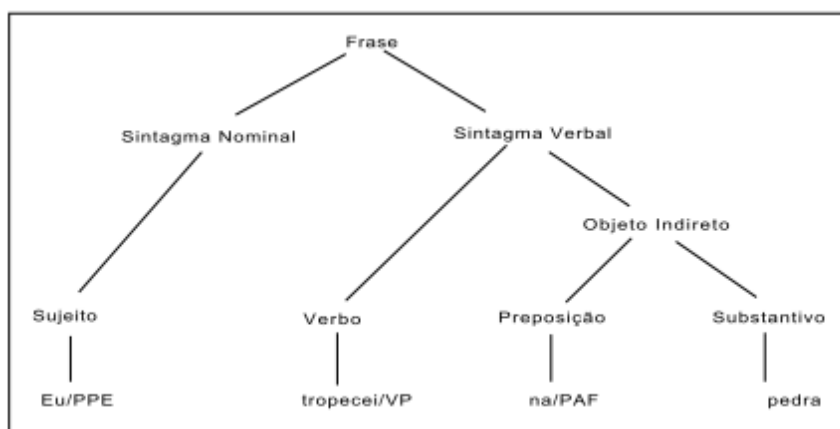 Frase
Sintagma Nominal
Sintagma Verbal
Objeto Indireto
Sujeito
Verbo
Preposição
Substantivo
Eu/PPE
tropecei/VP
na/PAF
pedra